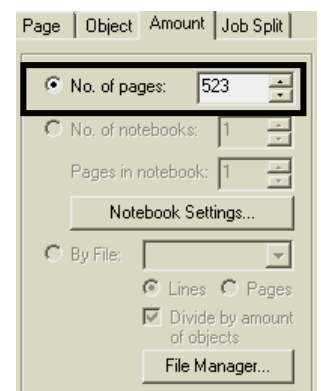 Page Object Amount Job Split
No. of pages: 523
No. of notebooks: 1
Pages in notebook: 1
Notebook Settings...
By File:
Lines Pages
Divide by amount
of objects
File Manager...